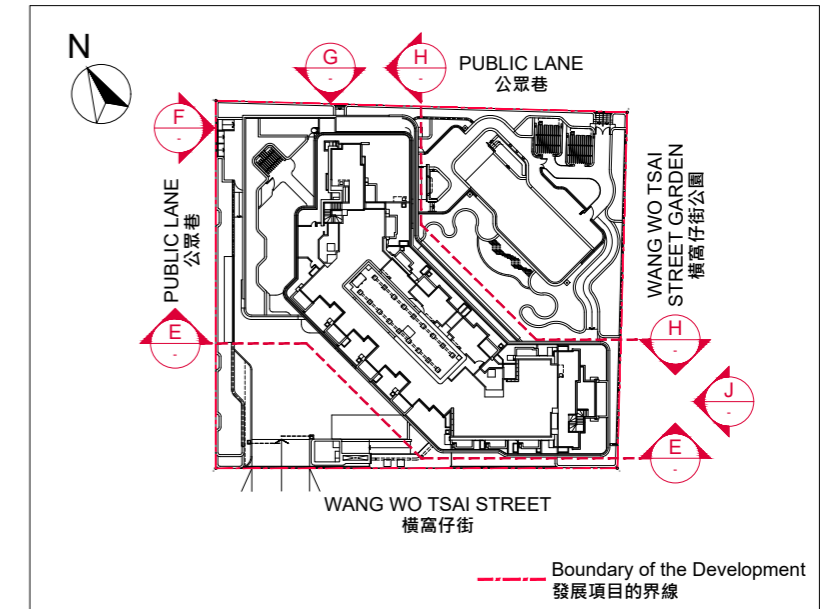 N
G
-
H
-
PUBLIC LANE
公眾巷
F
-
PUBLIC LANE
公眾巷
WANG WO TSAI
STREET GARDEN
橫窩仔街公園
E
-
H
-
J
-
E
-
WANG WO TSAI STREET
橫窩仔街
Boundary of the Development
發展項目的界線